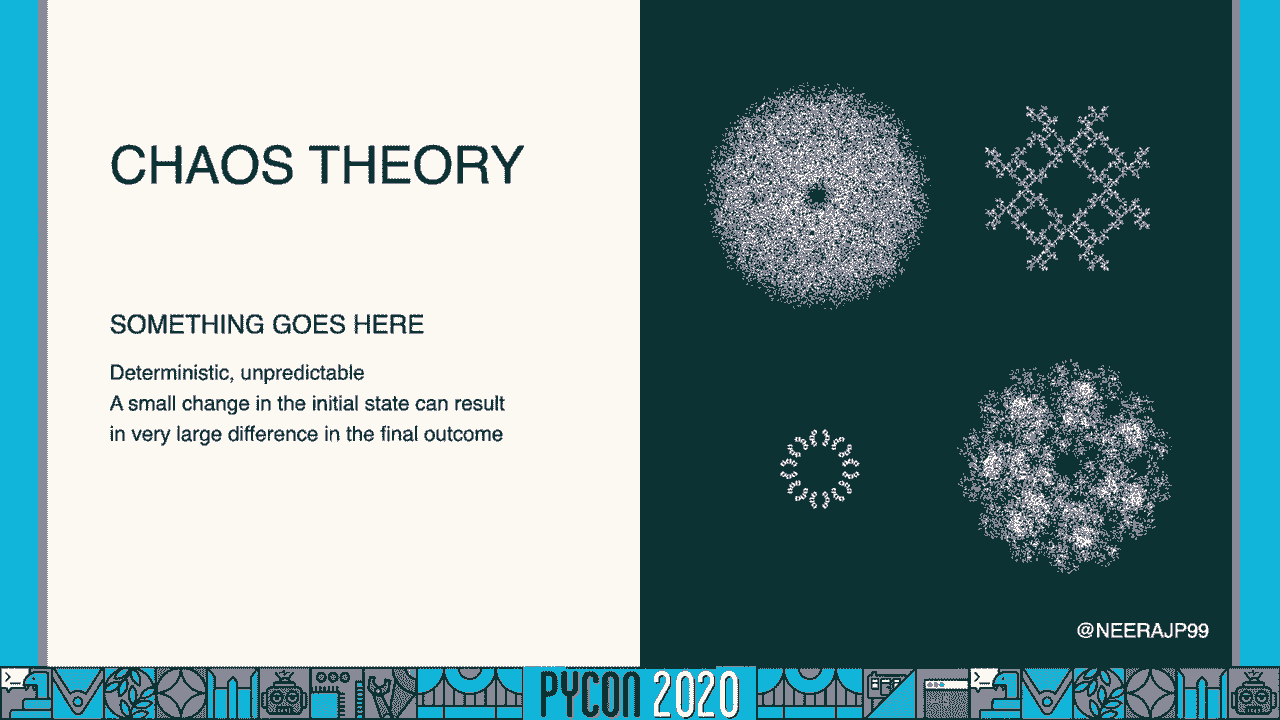 CHAOS THEORY
SOMETHING GOES HERE
Deterministic, unpredictable
A small change in the initial state can result
in very large difference in the final outcome
@NEERAJP99
PYCON 2020